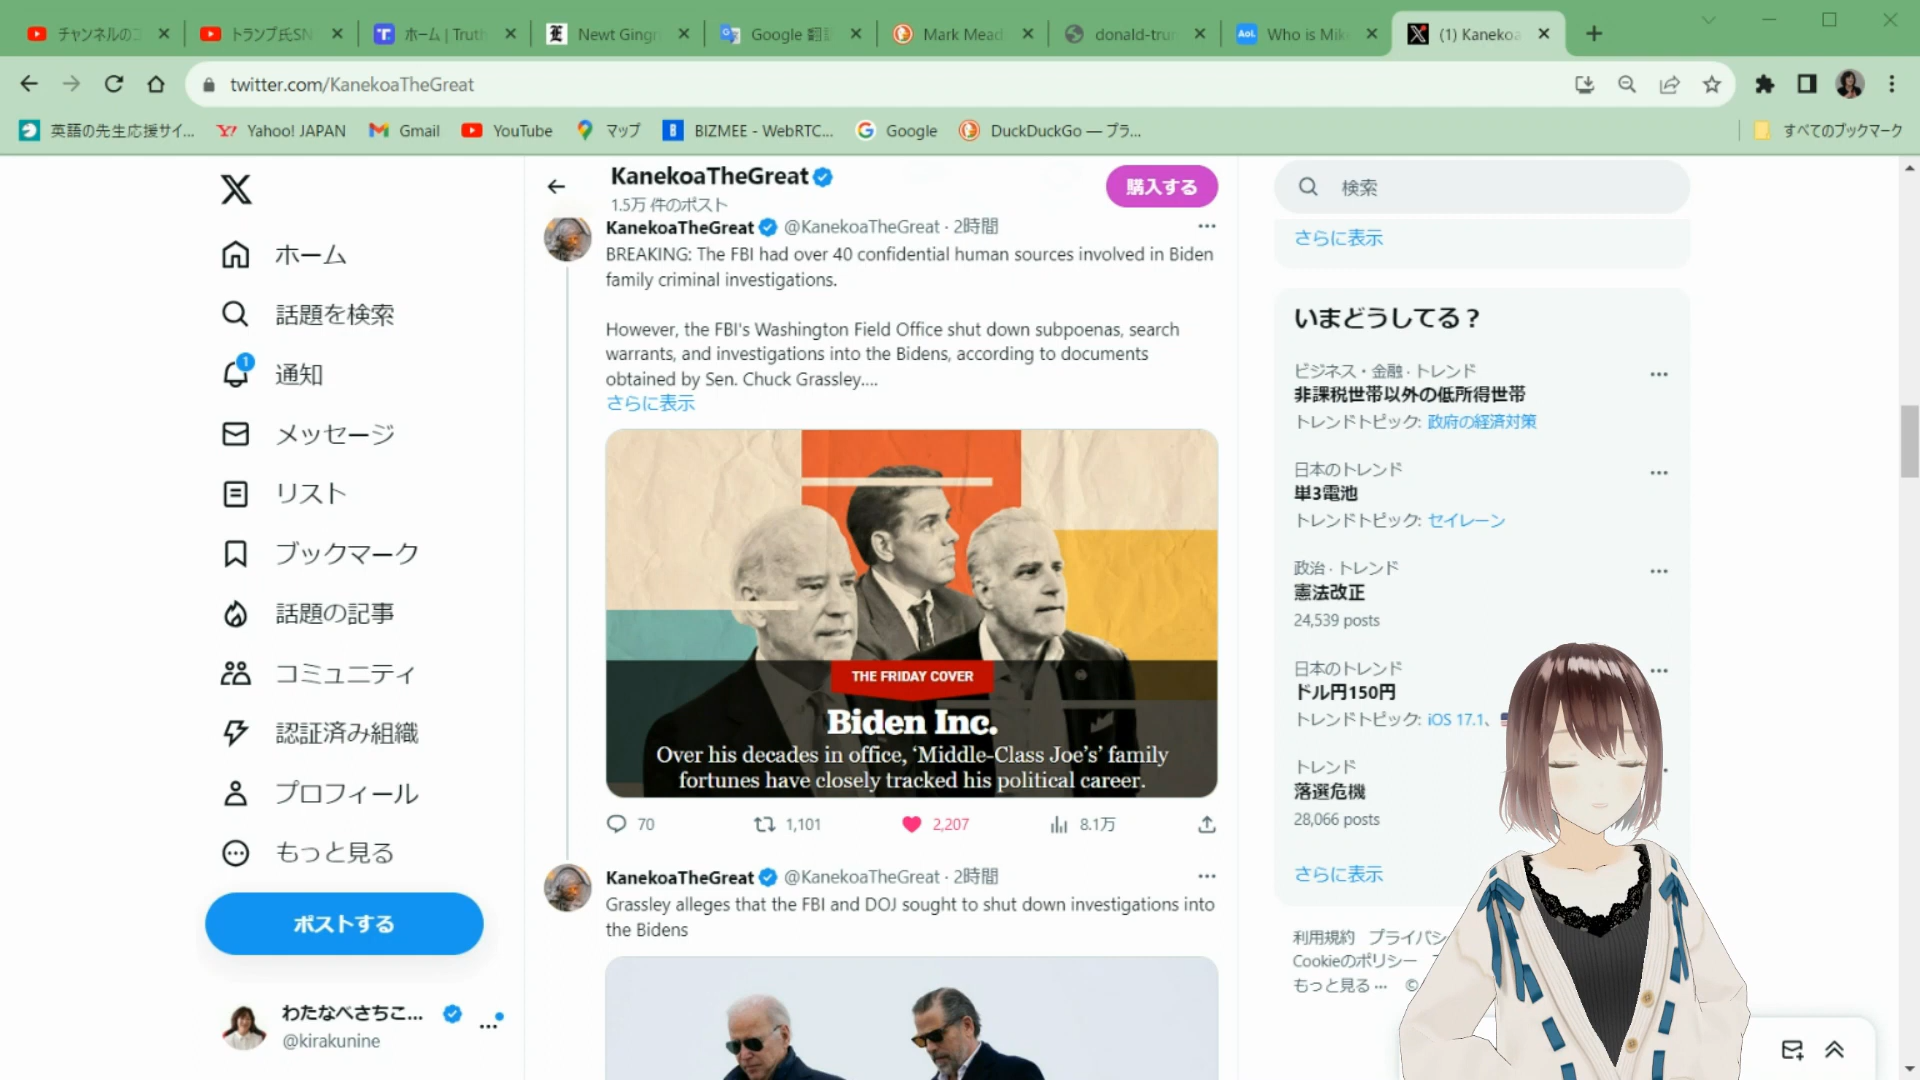 チャンネルのコ
トランプ氏SN
ホーム | Truth
Newt Gingr
Google 翻訳
Mark Mead
donald-trun
Who is Mik
(1) Kanekoa
twitter.com/KanekoaTheGreat
英語の先生応援サイ...
Yahoo! JAPAN
Gmail
YouTube
マップ
BIZMEE - WebRTC...
Google
DuckDuckGo — プラ...
すべてのブックマーク
ホーム
話題を検索
1
通知
メッセージ
リスト
ブックマーク
話題の記事
コミュニティ
認証済み組織
プロフィール
もっと見る
ポストする
わたなべさちこ...
@kirakunine
KanekoaTheGreat
1.5万 件のポスト
購入する
KanekoaTheGreat @KanekoaTheGreat · 2時間
BREAKING: The FBI had over 40 confidential human sources involved in Biden
family criminal investigations.
However, the FBI's Washington Field Office shut down subpoenas, search
warrants, and investigations into the Bidens, according to documents
obtained by Sen. Chuck Grassley....
さらに表示
THE FRIDAY COVER
Biden Inc.
Over his decades in office, ‘Middle-Class Joe’s’ family
fortunes have closely tracked his political career.
70 1,101 2,207 8.1万
KanekoaTheGreat @KanekoaTheGreat · 2時間
Grassley alleges that the FBI and DOJ sought to shut down investigations into
the Bidens
検索
さらに表示
いまどうしてる？
ビジネス・金融 · トレンド
非課税世帯以外の低所得世帯
トレンドトピック: 政府の経済対策
日本のトレンド
単3電池
トレンドトピック: セイレーン
政治 · トレンド
憲法改正
24,539 posts
日本のトレンド
ドル円150円
トレンドトピック: iOS 17.1、
トレンド
落選危機
28,066 posts
さらに表示
利用規約 プライバシ
Cookieのポリシー
もっと見る ··· ©